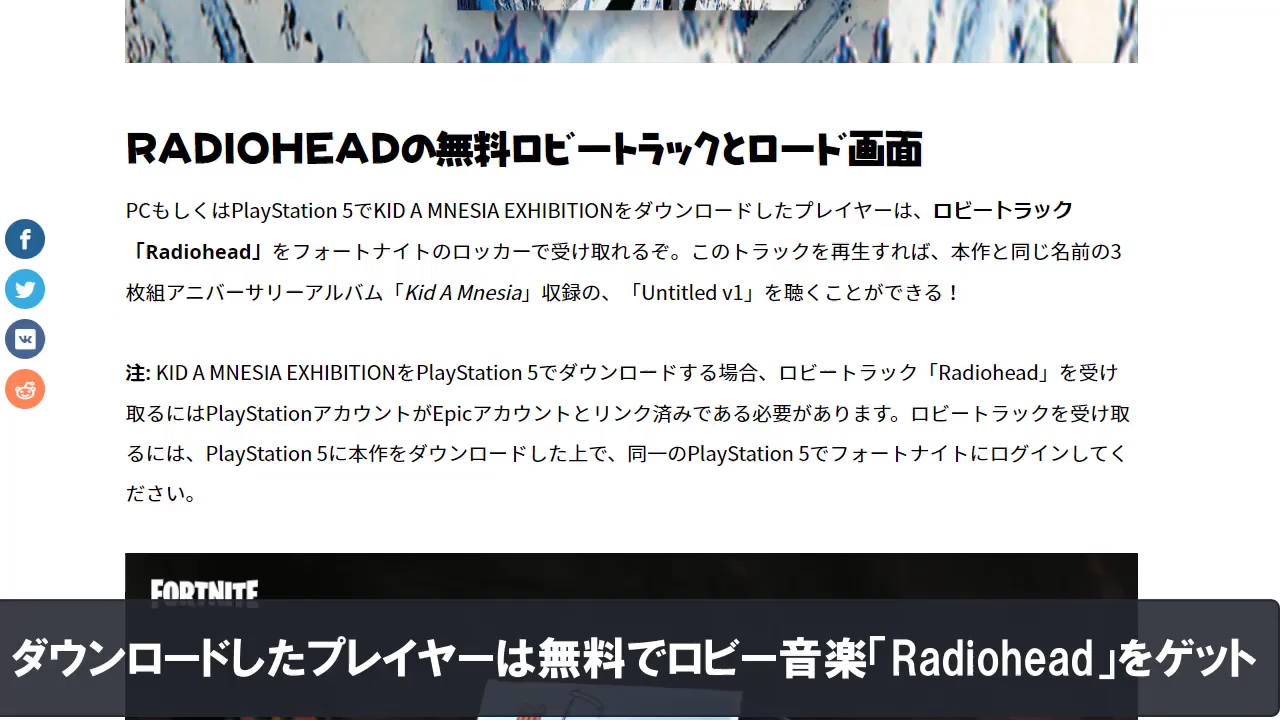 RADIOHEADの無料ロビートラックとロード画面
PCもしくはPlayStation 5でKID A MNESIA EXHIBITIONをダウンロードしたプレイヤーは、ロビートラック
「Radiohead」をフォートナイトのロッカーで受け取れるぞ。このトラックを再生すれば、本作と同じ名前の3
枚組アニバーサリーアルバム「Kid A Mnesia」収録の、「Untitled v1」を聴くことができる！
注: KID A MNESIA EXHIBITIONをPlayStation 5でダウンロードする場合、ロビートラック「Radiohead」を受け
取るにはPlayStationアカウントがEpicアカウントとリンク済みである必要があります。ロビートラックを受け取
るには、PlayStation 5に本作をダウンロードした上で、同一のPlayStation 5でフォートナイトにログインしてく
ださい。
FORTNITE
ダウンロードしたプレイヤーは無料でロビー音楽「Radiohead」をゲット